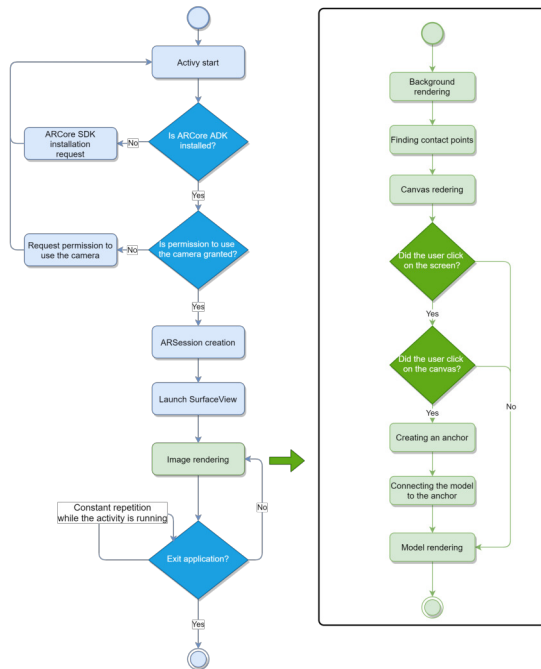 Activy start
Is ARCore ADK
installed?
No
ARCore SDK
installation
request
Yes
Is permission to use
the camera granted?
No
Request permission to
use the camera
Yes
ARSession creation
Launch SurfaceView
Image rendering
No
Constant repetition
while the activity is running
Exit application?
Yes
Background
rendering
Finding contact points
Canvas redering
Did the user click
on the screen?
Yes
Did the user click
on the canvas?
No
Yes
Creating an anchor
Connecting the model
to the anchor
Model rendering